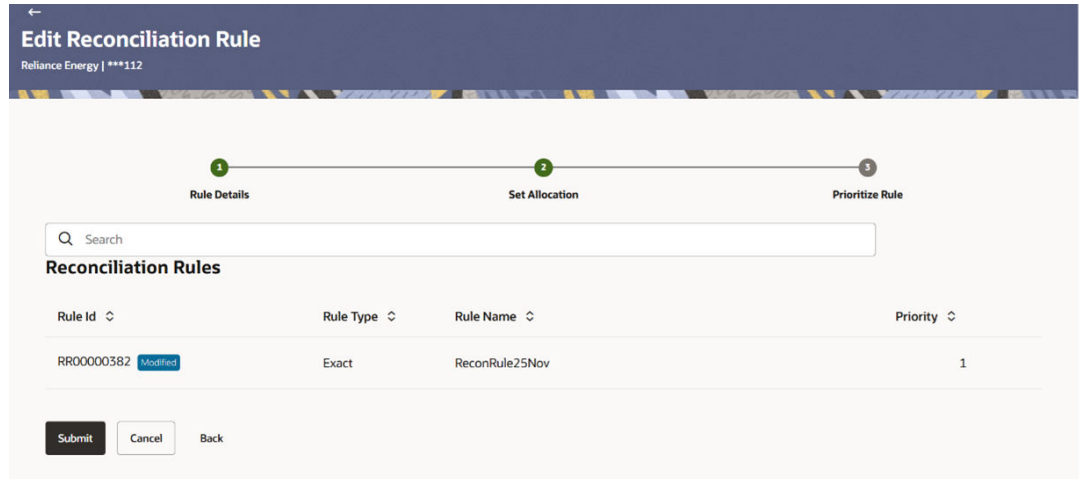 ←
Edit Reconciliation Rule
Reliance Energy | ***112
1 2 3
Rule Details Set Allocation Prioritize Rule
Search
Reconciliation Rules
Rule Id Rule Type Rule Name Priority
RR00000382 Modified Exact ReconRule25Nov 1
Submit Cancel Back